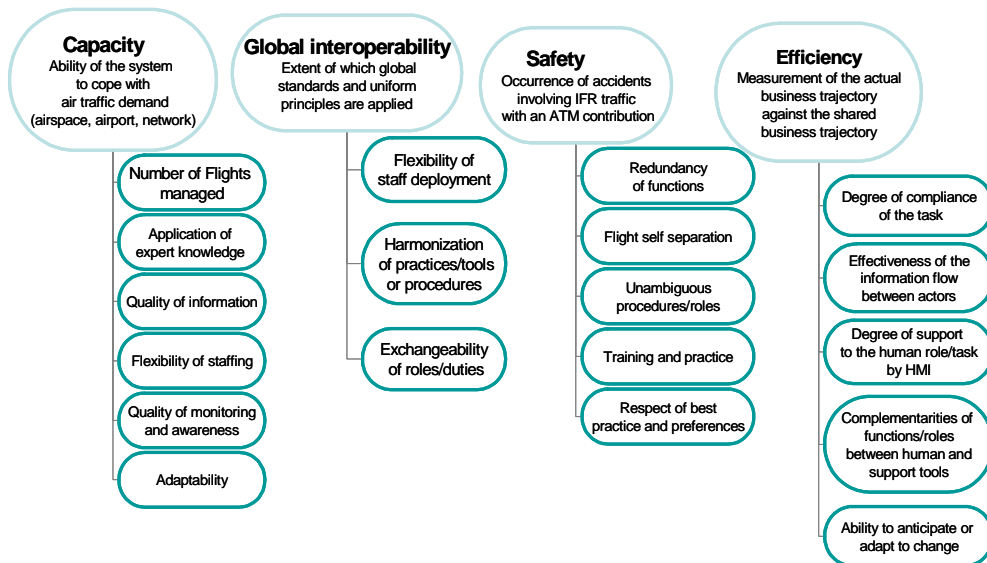 Capacity
Ability of the system
to cope with
air traffic demand
(airspace, airport, network)
Number of Flights
managed
Application of
expert knowledge
Quality of information
Flexibility of staffing
Quality of monitoring
and awareness
Adaptability
Global interoperability
Extent of which global
standards and uniform
principles are applied
Flexibility of
staff deployment
Harmonization
of practices/tools
or procedures
Exchangeability
of roles/duties
Safety
Occurrence of accidents
involving IFR traffic
with an ATM contribution
Redundancy
of functions
Flight self separation
Unambiguous
procedures/roles
Training and practice
Respect of best
practice and preferences
Efficiency
Measurement of the actual
business trajectory
against the shared
business trajectory
Degree of compliance
of the task
Effectiveness of the
information flow
between actors
Degree of support
to the human role/task
by HMI
Complementarities of
functions/roles
between human and
support tools
Ability to anticipate or
adapt to change